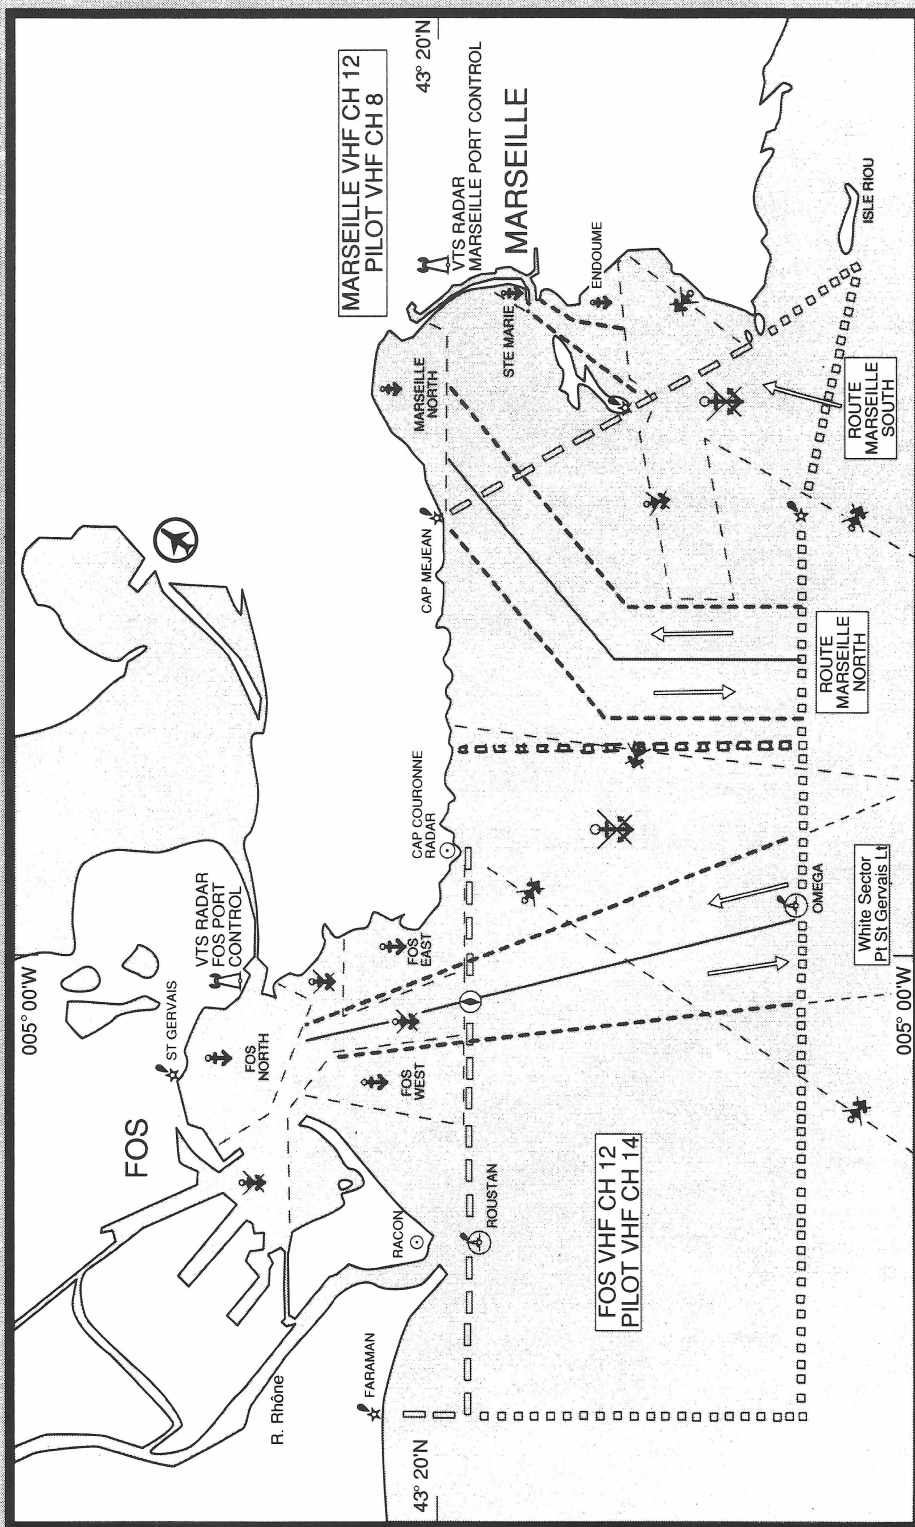 005° 00'W
FOS
ST GERVAIS
VTS RADAR
FOS PORT
CONTROL
FOS
NORTH
FOS
EAST
FOS
WEST
R. Rhône
FARAMAN
RACON
ROUSTAN
43° 20'N
CAP COURONNE
RADAR
CAP MEJEAN
MARSEILLE VHF CH 12
PILOT VHF CH 8
43° 20'N
VTS RADAR
MARSEILLE PORT CONTROL
MARSEILLE
MARSEILLE
NORTH
STE MARIE
ENDOUME
FOS VHF CH 12
PILOT VHF CH 14
OMEGA
White Sector
Pt St Gervais Lt
005° 00'W
ROUTE
MARSEILLE
NORTH
ROUTE
MARSEILLE
SOUTH
ISLE RIOU